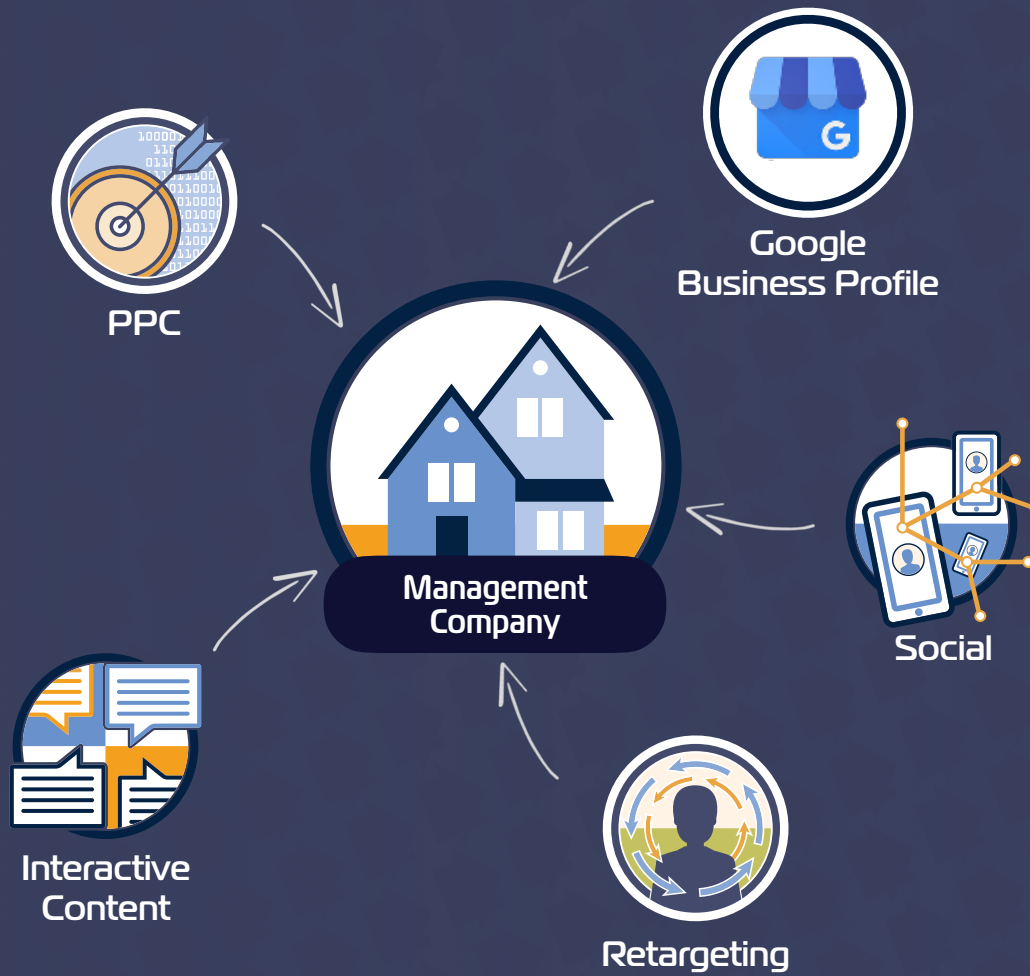 PPC
G
Google
Business Profile
Management
Company
Social
Interactive
Content
Retargeting